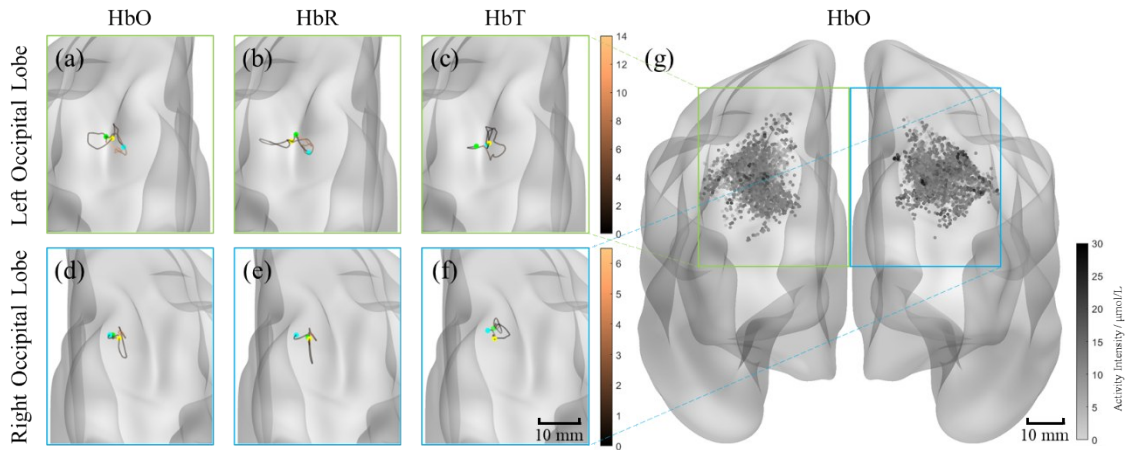 HbO HbR HbT HbO
Left Occipital Lobe
(a) (b) (c) (g)
14
12
10
8
6
4
2
0
Right Occipital Lobe
(d) (e) (f)
6
5
4
3
2
1
0
10 mm
30
25
20
15
10
5
0
Activity Intensity / μmol/L
10 mm